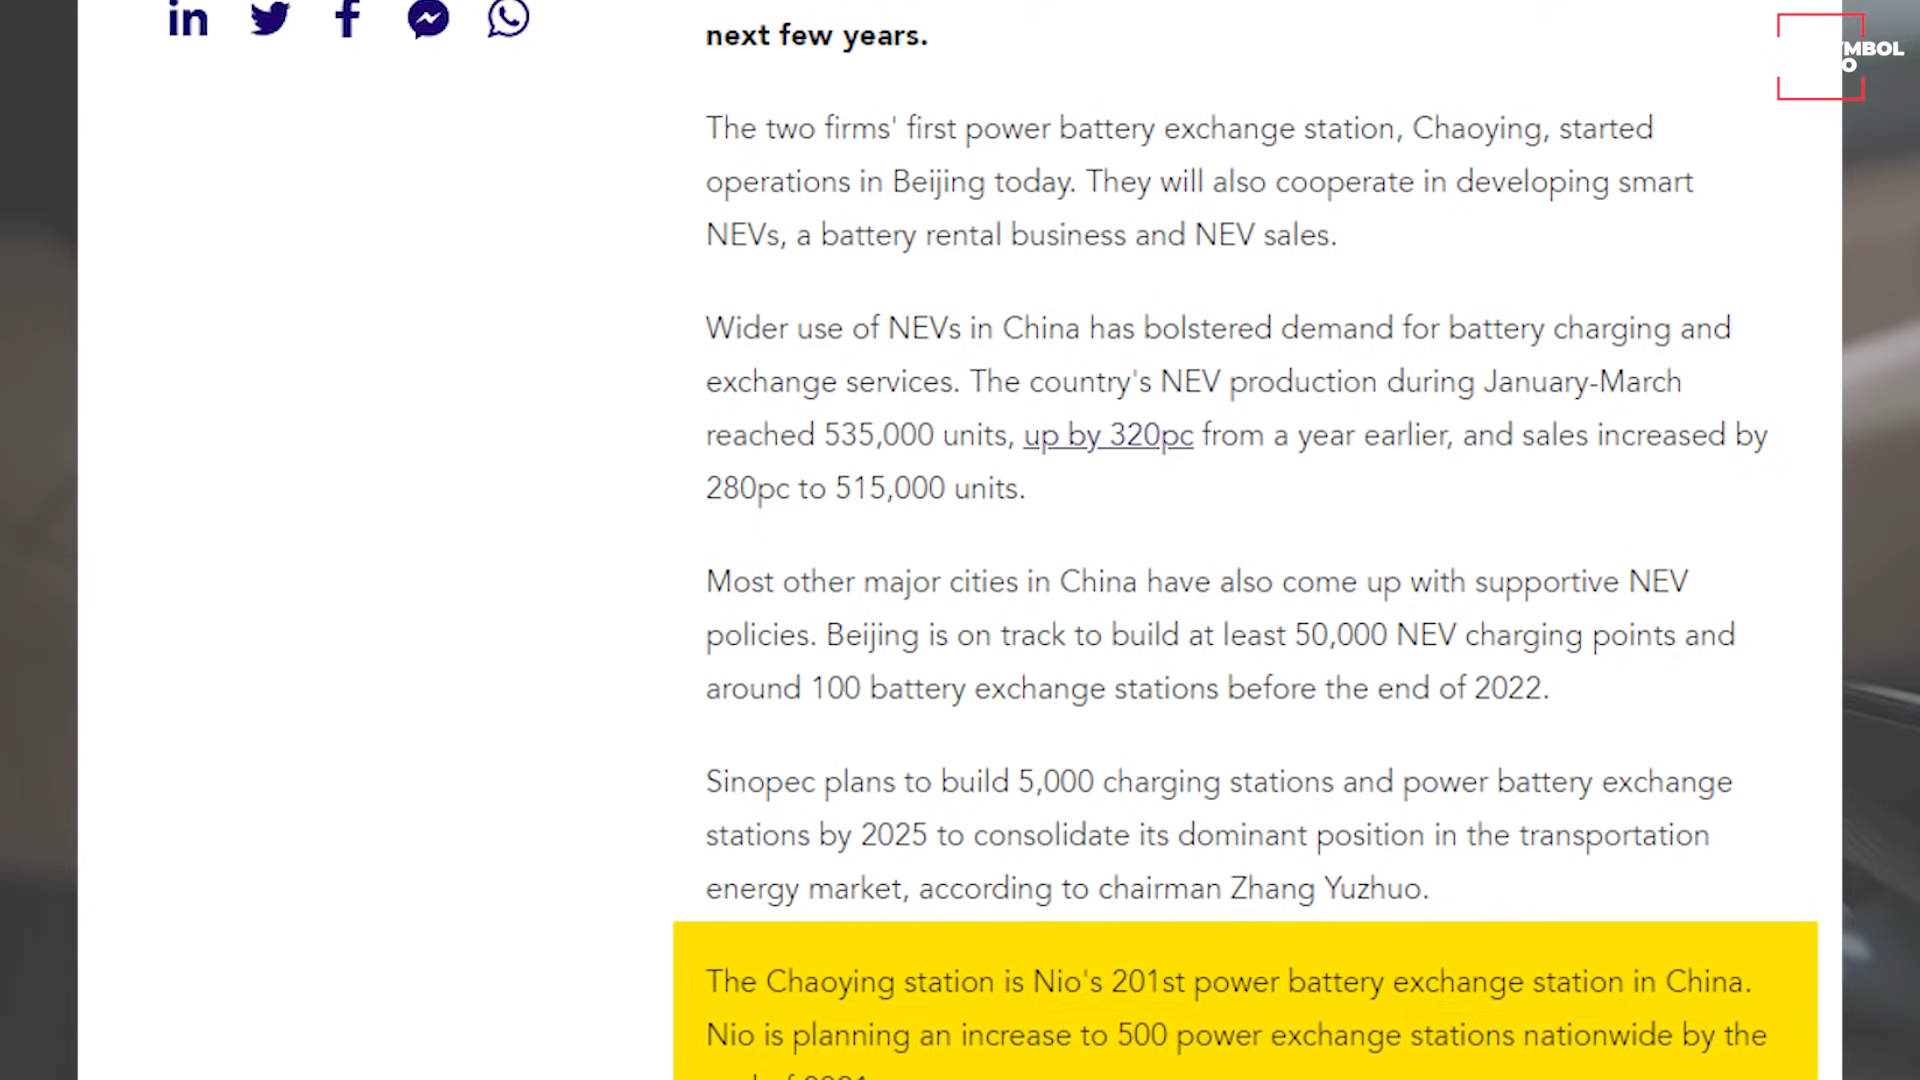 in
next few years.
MBOL
O
The two firms' first power battery exchange station, Chaoying, started
operations in Beijing today. They will also cooperate in developing smart
NEVs, a battery rental business and NEV sales.
Wider use of NEVs in China has bolstered demand for battery charging and
exchange services. The country's NEV production during January-March
reached 535,000 units, up by 320pc from a year earlier, and sales increased by
280pc to 515,000 units.
Most other major cities in China have also come up with supportive NEV
policies. Beijing is on track to build at least 50,000 NEV charging points and
around 100 battery exchange stations before the end of 2022.
Sinopec plans to build 5,000 charging stations and power battery exchange
stations by 2025 to consolidate its dominant position in the transportation
energy market, according to chairman Zhang Yuzhuo.
The Chaoying station is Nio's 201st power battery exchange station in China.
Nio is planning an increase to 500 power exchange stations nationwide by the